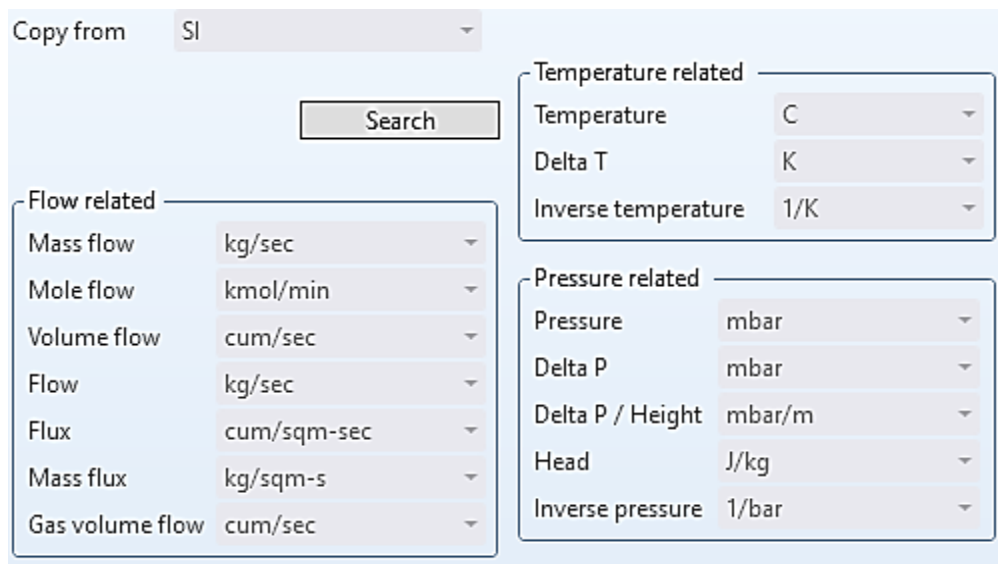 Copy from SI
Search
Flow related
Mass flow kg/sec
Mole flow kmol/min
Volume flow cum/sec
Flow kg/sec
Flux cum/sqm-sec
Mass flux kg/sqm-s
Gas volume flow cum/sec
Temperature related
Temperature C
Delta T K
Inverse temperature 1/K
Pressure related
Pressure mbar
Delta P mbar
Delta P / Height mbar/m
Head J/kg
Inverse pressure 1/bar